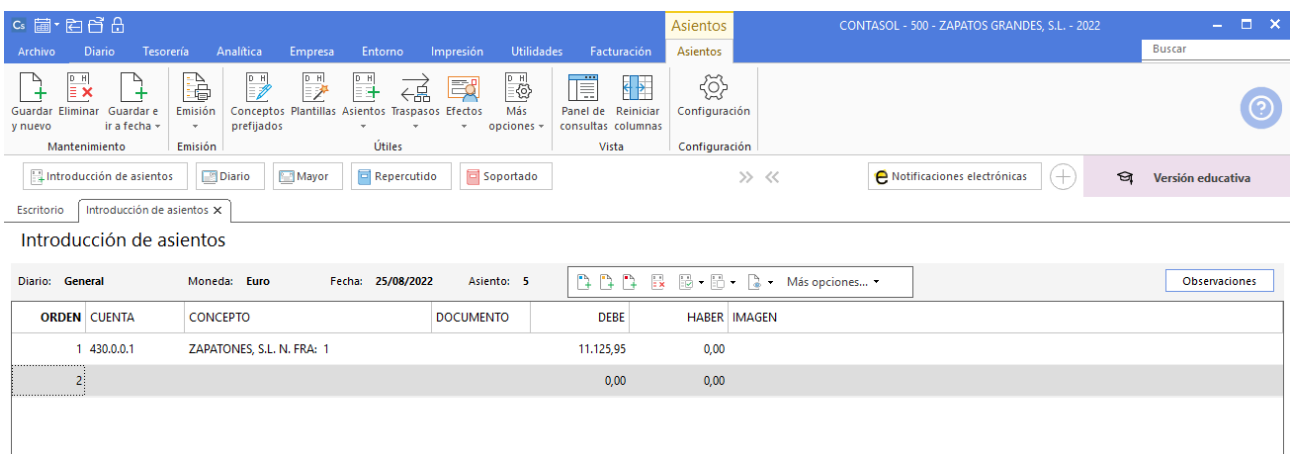 Cs Asientos CONTASOL - 500 - ZAPATOS GRANDES, S.L. - 2022
Archivo Diario Tesorería Analítica Empresa Entorno Impresión Utilidades Facturación Asientos Buscar
D H D H D H D H D H
Guardar Eliminar Guardar e Emisión Conceptos Plantillas Asientos Traspasos Efectos Más Panel de Reiniciar Configuración
y nuevo ir a fecha prefijados opciones consultas columnas
Mantenimiento Emisión Útiles Vista Configuración
Introducción de asientos Diario Mayor Repercutido Soportado >> << e Notificaciones electrónicas Versión educativa
Escritorio Introducción de asientos X
Introducción de asientos
Diario: General Moneda: Euro Fecha: 25/08/2022 Asiento: 5 Más opciones... Observaciones
ORDEN CUENTA CONCEPTO DOCUMENTO DEBE HABER IMAGEN
1 430.0.0.1 ZAPATONES, S.L. N. FRA: 1 11.125,95 0,00
2 0,00 0,00